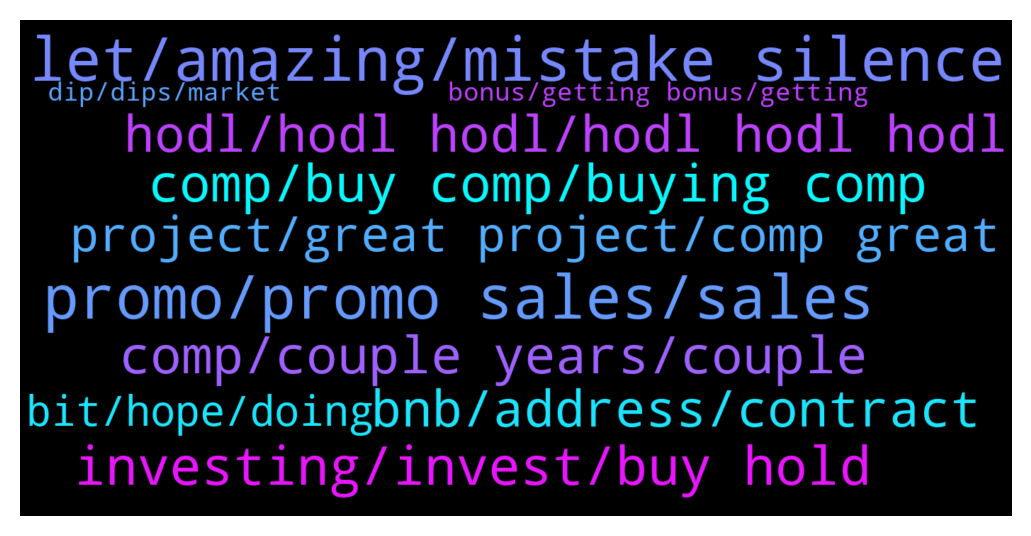 let/amazing/mistake silence
dip/dips/market bonus/getting bonus/getting
hodl/hodl hodl/hodl hodl hodl
comp/buy comp/buying comp
project/great project/comp great
promo/promo sales/sales
comp/couple years/couple
bit/hope/doing bnb/address/contract
investing/invest/buy hold